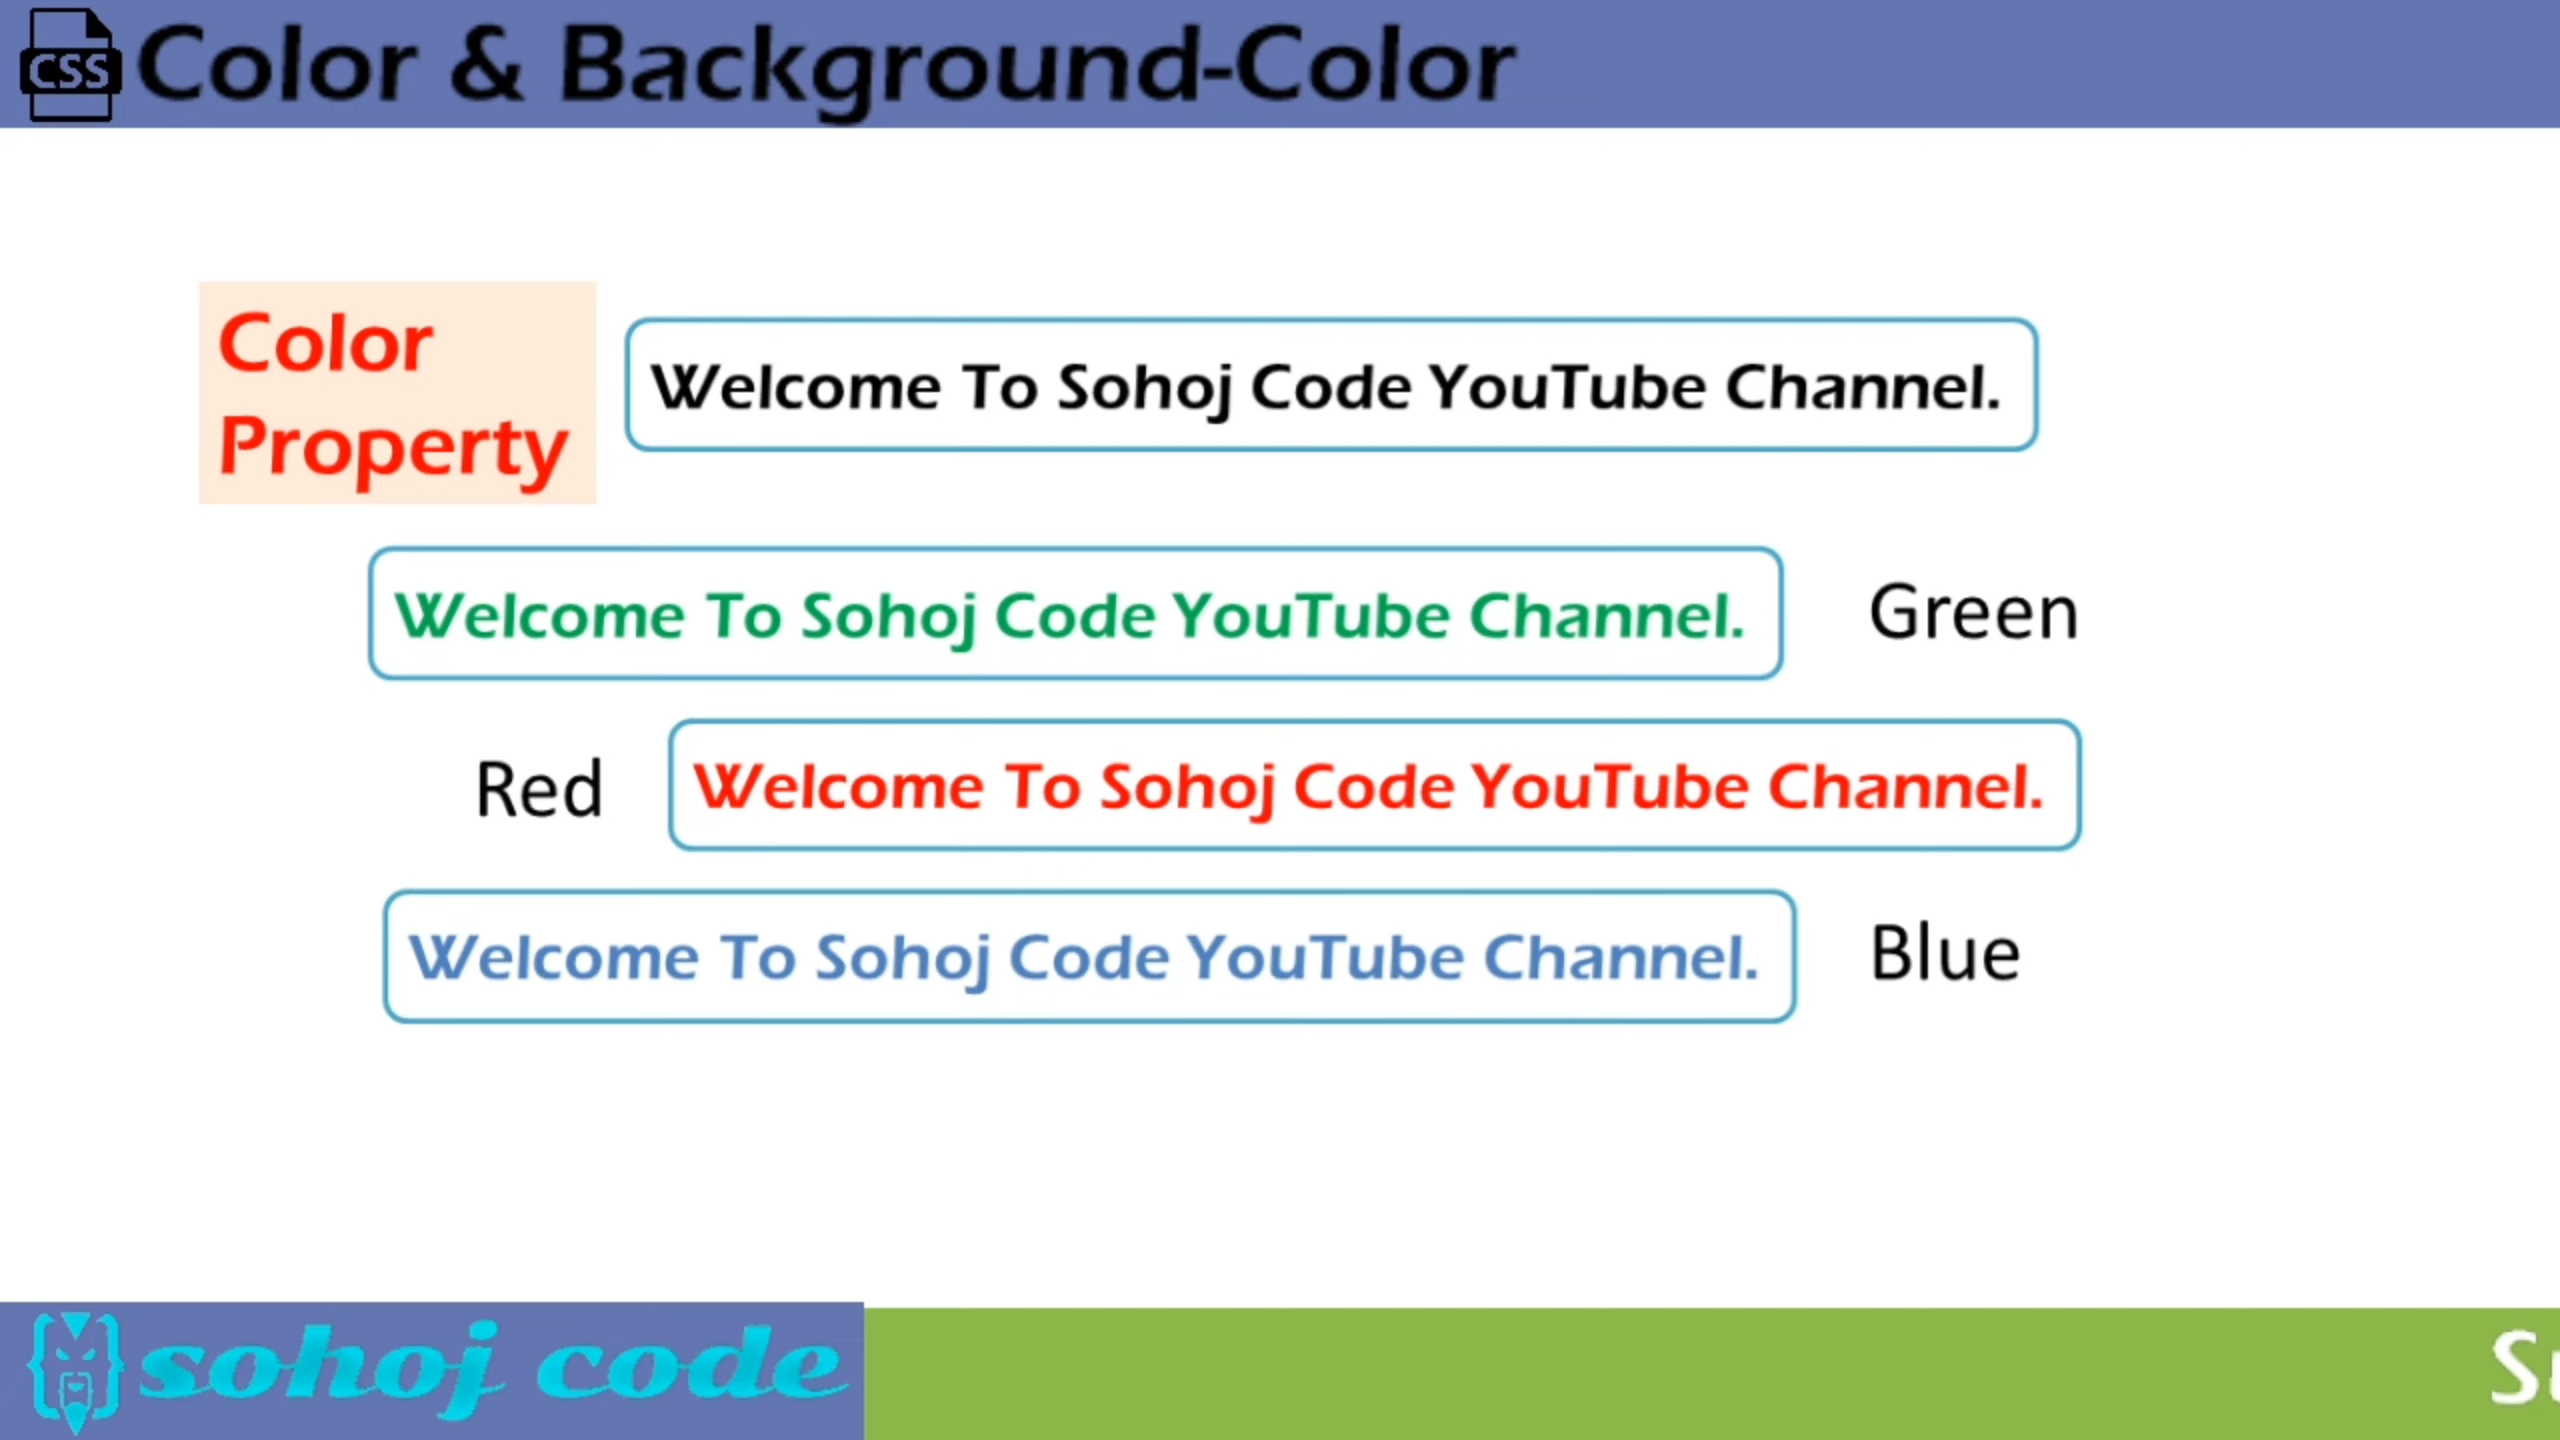 CSS Color & Background-Color
Color
Property
Welcome To Sohoj Code YouTube Channel.
Welcome To Sohoj Code YouTube Channel.
Green
Red
Welcome To Sohoj Code YouTube Channel.
Welcome To Sohoj Code YouTube Channel.
Blue
sohoj code